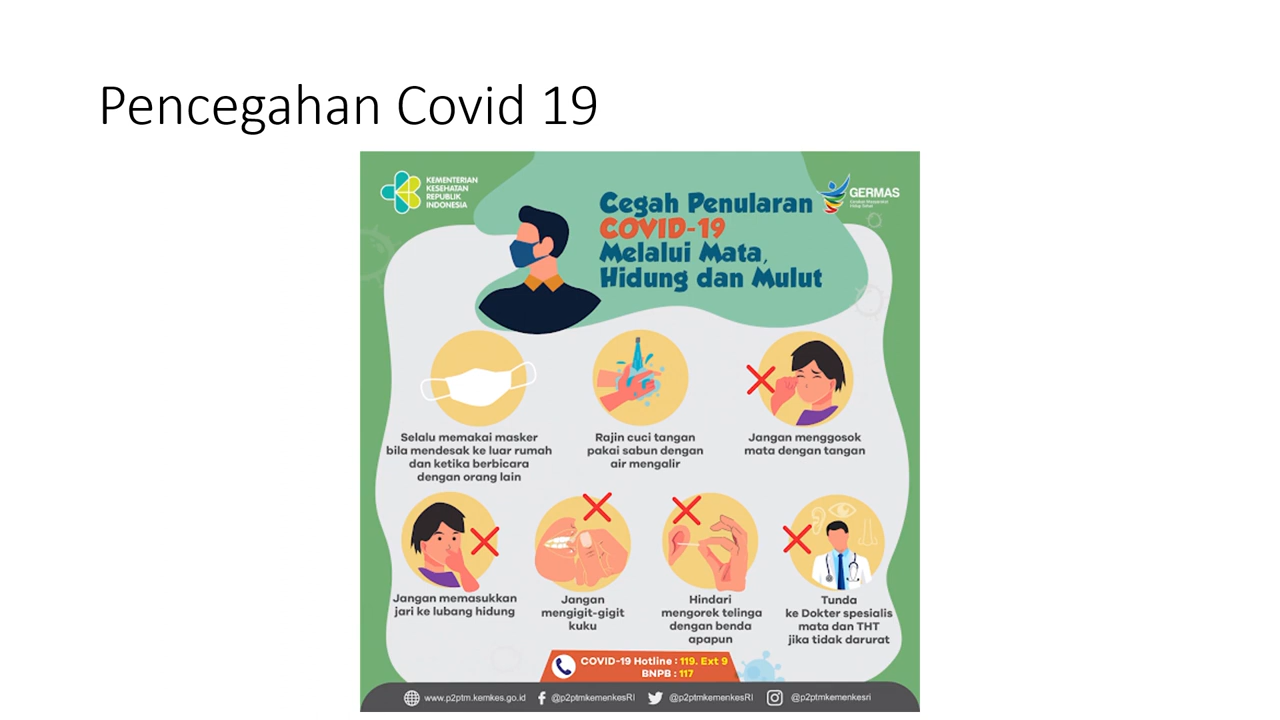 Pencegahan Covid 19
KEMENTERIAN
KESEHATAN
REPUBLIK
INDONESIA
GERMAS
Gerakan Masyarakat
Hidup Sehat
Cegah Penularan
COVID-19
Melalui Mata,
Hidung dan Mulut
Selalu memakai masker
bila mendesak ke luar rumah
dan ketika berbicara
dengan orang lain
Rajin cuci tangan
pakai sabun dengan
air mengalir
Jangan menggosok
mata dengan tangan
Jangan memasukkan
jari ke lubang hidung
Jangan
mengigit-gigit
kuku
Hindari
mengorek telinga
dengan benda
apapun
Tunda
ke Dokter spesialis
mata dan THT
jika tidak darurat
COVID-19 Hotline : 119. Ext 9
BNPB : 117
www.p2ptm.kemkes.go.id
@p2ptmkemenkesRI
@p2ptmkemenkesRI
@p2ptmkemenkesri